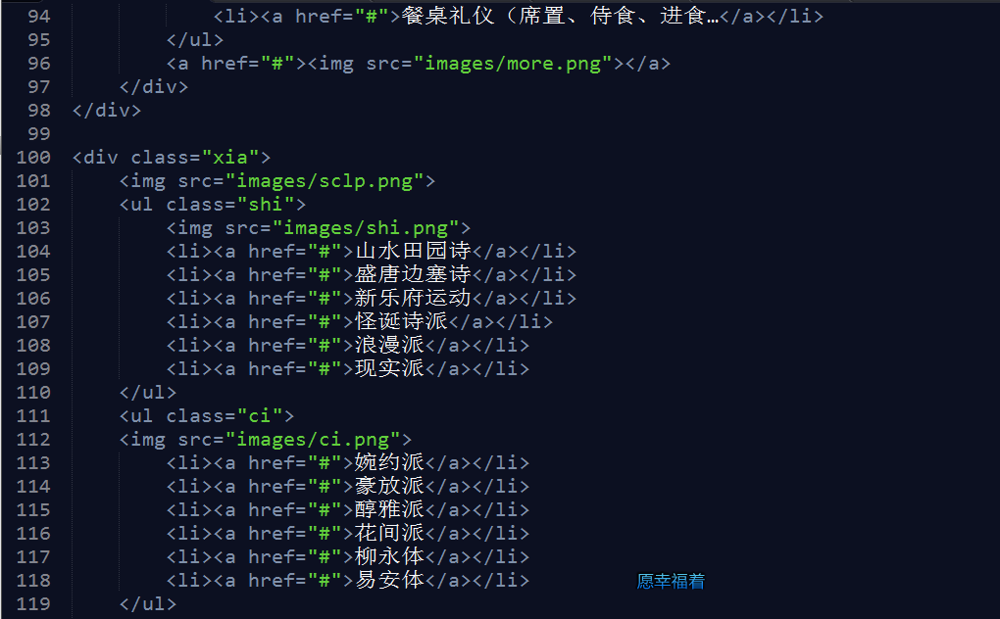 94 <li><a href="#">餐桌礼仪（席置、侍食、进食…</a></li>
95 </ul>
96 <a href="#"><img src="images/more.png"></a>
97 </div>
98 </div>
99
100 <div class="xia">
101 <img src="images/sclp.png">
102 <ul class="shi">
103 <img src="images/shi.png">
104 <li><a href="#">山水田园诗</a></li>
105 <li><a href="#">盛唐边塞诗</a></li>
106 <li><a href="#">新乐府运动</a></li>
107 <li><a href="#">怪诞诗派</a></li>
108 <li><a href="#">浪漫派</a></li>
109 <li><a href="#">现实派</a></li>
110 </ul>
111 <ul class="ci">
112 <img src="images/ci.png">
113 <li><a href="#">婉约派</a></li>
114 <li><a href="#">豪放派</a></li>
115 <li><a href="#">醇雅派</a></li>
116 <li><a href="#">花间派</a></li>
117 <li><a href="#">柳永体</a></li>
118 <li><a href="#">易安体</a></li> 愿幸福着
119 </ul>